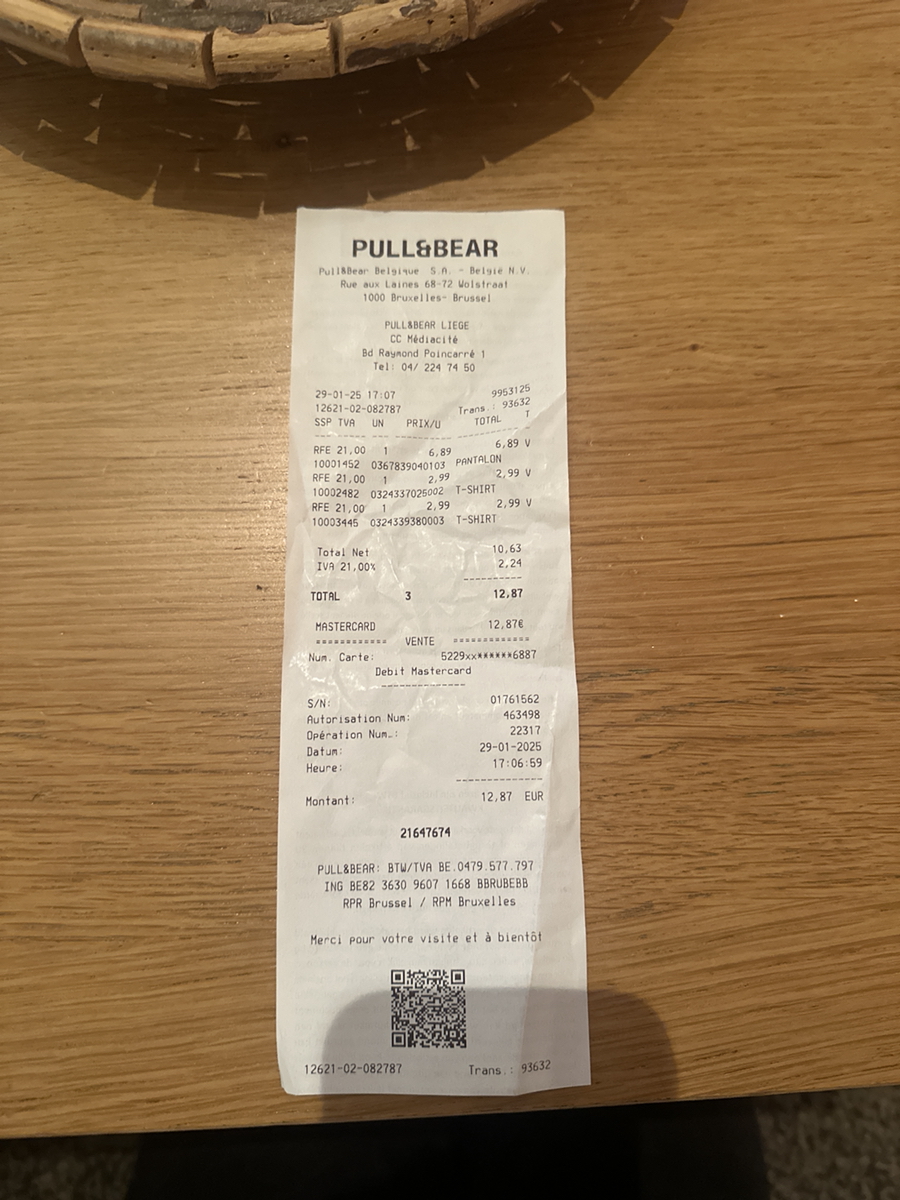 PULL&BEAR
Pull&Bear Belgique S.A. - Belgie N.V.
Rue aux Laines 68-72 Wolstraat
1000 Bruxelles- Brussel
PULL&BEAR LIEGE
CC Médiacité
Bd Raymond Poincarré 1
Tel: 04/ 224 74 50
29-01-25 17:07 9953125
12621-02-082787 Trans.: 93632
SSP TVA UN PRIX/U TOTAL T
RFE 21,00 1 6,89 6,89 V
10001452 0367839040103 PANTALON
RFE 21,00 1 2,99 2,99 V
10002482 0324337025002 T-SHIRT
RFE 21,00 1 2,99 2,99 V
10003445 0324339380003 T-SHIRT
Total Net 10,63
IVA 21,00% 2,24
----------
TOTAL 3 12,87
MASTERCARD 12,87€
============ VENTE =============
Num. Carte: 5229xx******6887
Debit Mastercard
--------------
S/N: 01761562
Autorisation Num: 463498
Opération Num.: 22317
Datum: 29-01-2025
Heure: 17:06:59
--------------
Montant: 12,87 EUR
21647674
PULL&BEAR: BTW/TVA BE.0479.577.797
ING BE82 3630 9607 1668 BBRUBEBB
RPR Brussel / RPM Bruxelles
Merci pour votre visite et à bientôt
12621-02-082787 Trans.: 93632